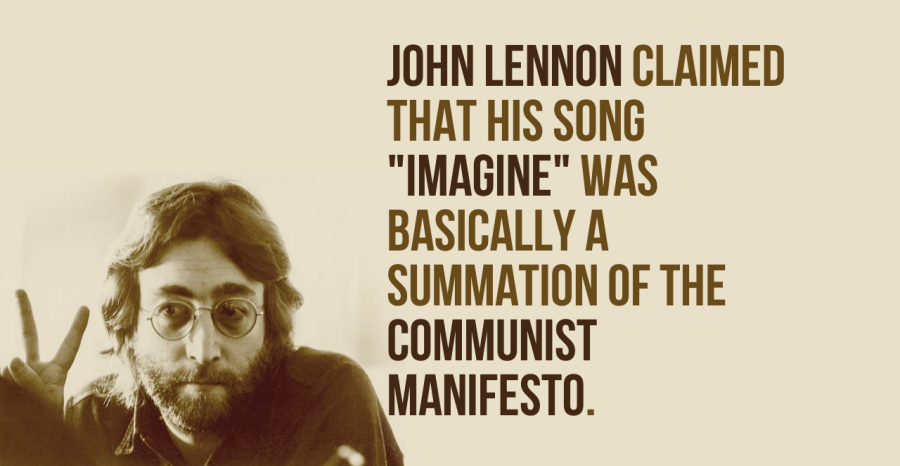 JOHN LENNON CLAIMED
THAT HIS SONG
"IMAGINE" WAS
BASICALLY A
SUMMATION OF THE
COMMUNIST
MANIFESTO.